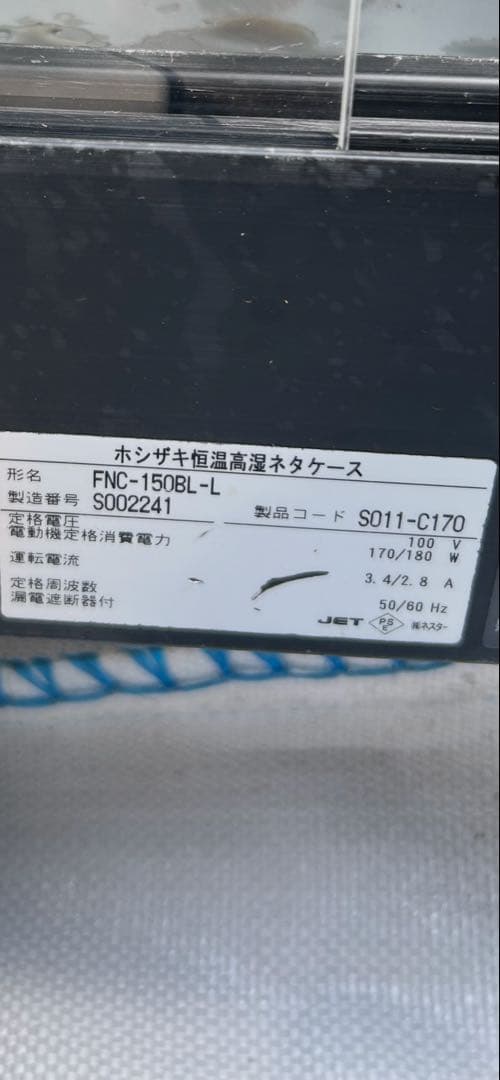 ホシザキ恒温高湿ネタケース
形名 FNC-150BL-L
製造番号 S002241 製品コード S011-C170
定格電圧 100 V
電動機定格消費電力 170/180 W
運転電流 3.4/2.8 A
定格周波数 50/60 Hz
漏電遮断器付
JET PSE ㈱ネスター